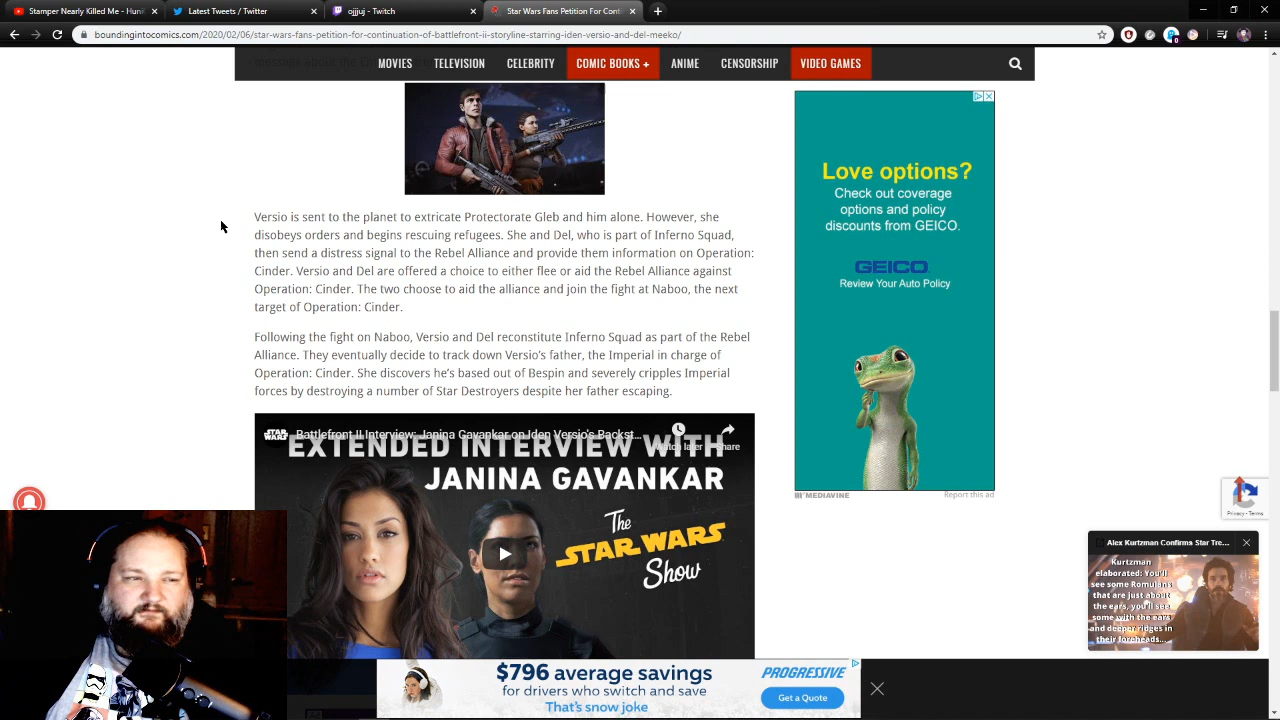 Stamper Nearly Killed Me - Hun
Twitter / Twitter
ojjuj - Twitch
Star Wars Fans Petition For Conti
boundingintocomics.com/2020/02/06/star-wars-fans-petition-for-continuation-of-battlefront-ii-storyline-starring-iden-versio-and-del-meeko/
MOVIES TELEVISION CELEBRITY COMIC BOOKS + ANIME CENSORSHIP VIDEO GAMES
Versio is sent to the planet to extricate Protectorate Gleb and him alone. However, she
disobeys orders and begins rescuing refugees. She and Del, who is part of Inferno Squad,
then send a distress signal to the Rebel Alliance and provide them information on Operation:
Cinder. Versio and Del are offered a choice to either flee or aid the Rebel Alliance against
Operation: Cinder. The two choose to aid the alliance and join the fight at Naboo, the next
target of Operation: Cinder.
Following the fight on Naboo, Versio and Del reconstitute Inferno Squad as part of the Rebel
Alliance. They eventually decide to track down Versio's father, the Imperial in charge of
Operation: Cinder. She discovers he's based out of Bespin and severely cripples Imperial
forces by destroying a number of Star Destroyers despite her father escaping.
STAR WARS
Battlefront II Interview: Janina Gavankar on Iden Versio's Backst...
Watch later
Share
EXTENDED INTERVIEW WITH
JANINA GAVANKAR
The
STAR WARS
Show
Love options?
Check out coverage
options and policy
discounts from GEICO.
GEICO
Review Your Auto Policy
MEDIAVINE
Report this ad
Privacy - Terms
Alex Kurtzman Confirms Star Tre...
Kurtzman
elaborated: You'll
see some Romulans
that are just about
the ears, you'll see
some with the ears
and deeper ridges in
their foreheads...
$796 average savings
for drivers who switch and save
That's snow joke
PROGRESSIVE
Get a Quote